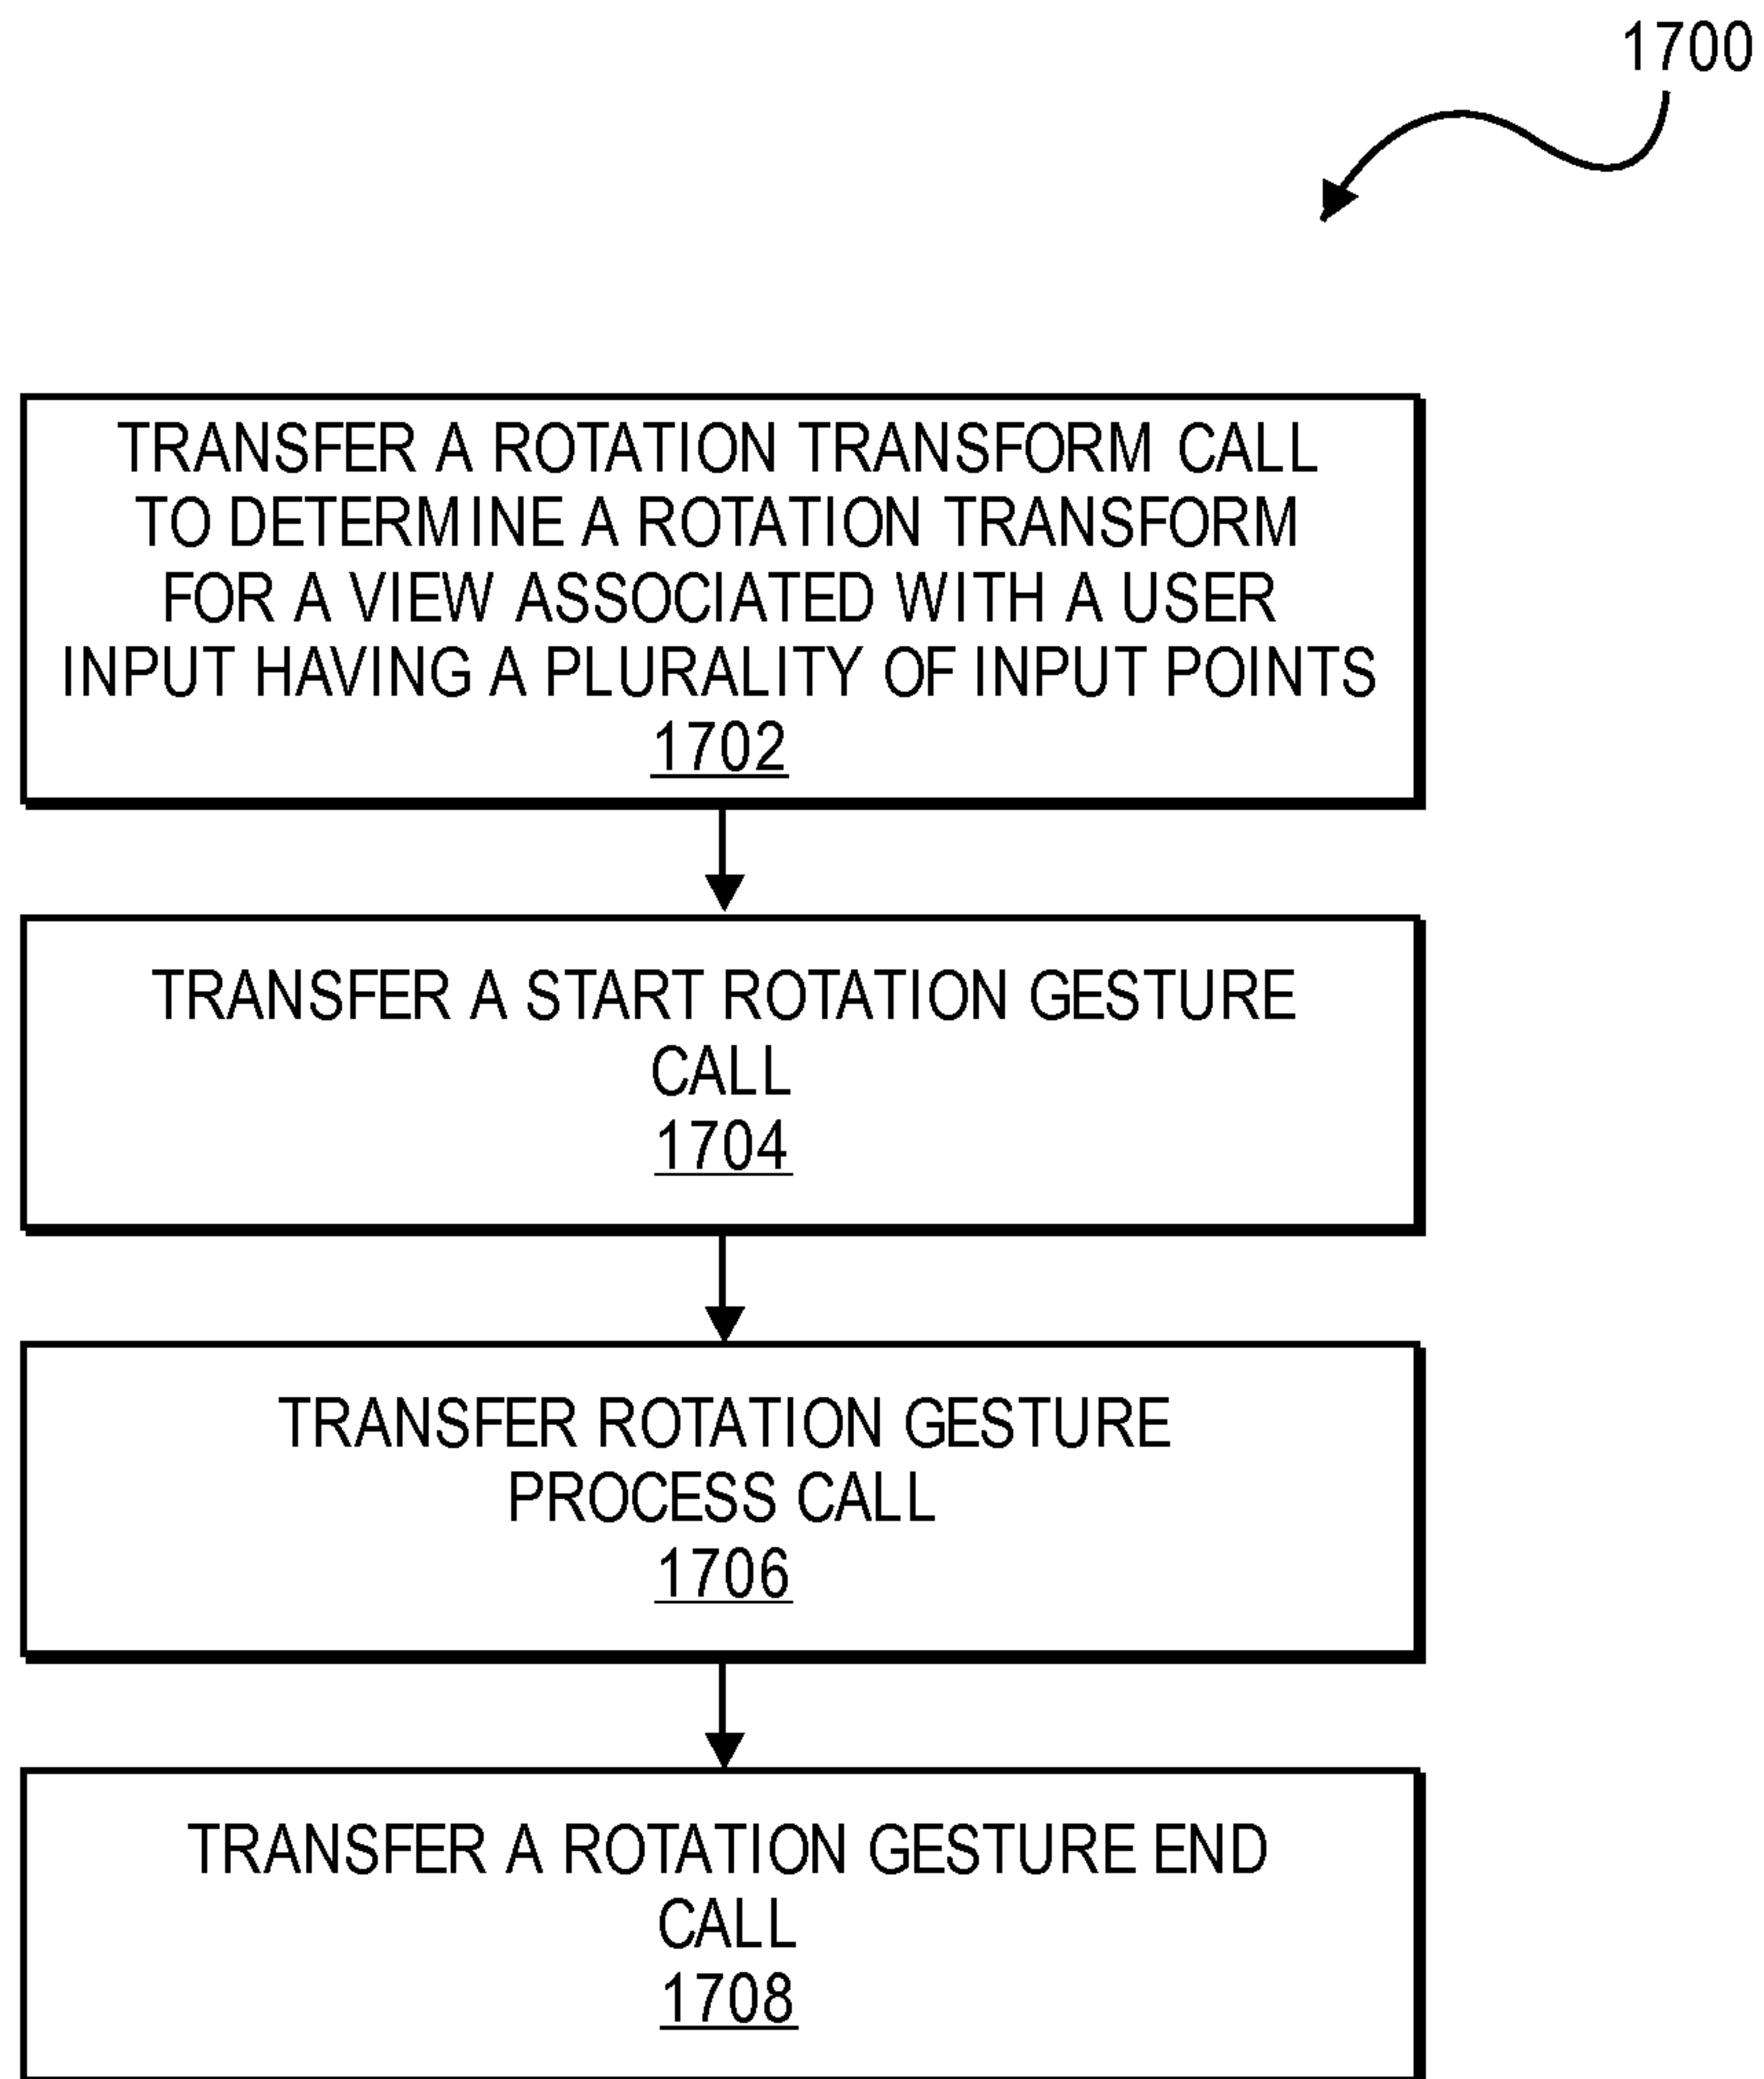 1700
TRANSFER A ROTATION TRANSFORM CALL
TO DETERMINE A ROTATION TRANSFORM
FOR A VIEW ASSOCIATED WITH A USER
INPUT HAVING A PLURALITY OF INPUT POINTS
1702
TRANSFER A START ROTATION GESTURE
CALL
1704
TRANSFER ROTATION GESTURE
PROCESS CALL
1706
TRANSFER A ROTATION GESTURE END
CALL
1708